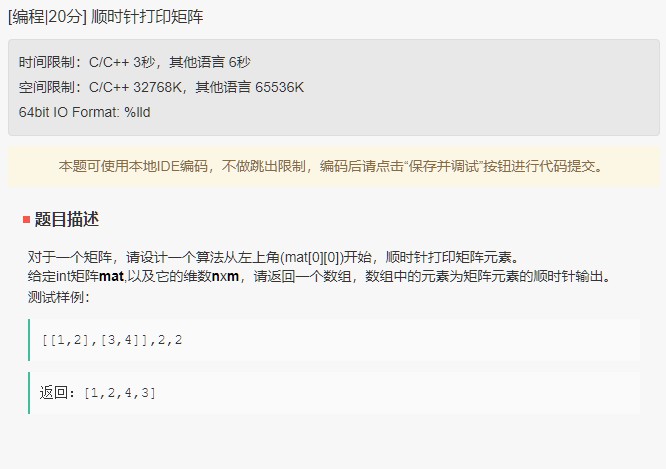 [编程|20分] 顺时针打印矩阵
时间限制：C/C++ 3秒，其他语言 6秒
空间限制：C/C++ 32768K，其他语言 65536K
64bit IO Format: %lld
本题可使用本地IDE编码，不做跳出限制，编码后请点击“保存并调试”按钮进行代码提交。
题目描述
对于一个矩阵，请设计一个算法从左上角(mat[0][0])开始，顺时针打印矩阵元素。
给定int矩阵mat,以及它的维数nxm，请返回一个数组，数组中的元素为矩阵元素的顺时针输出。
测试样例：
[[1,2],[3,4]],2,2
返回：[1,2,4,3]